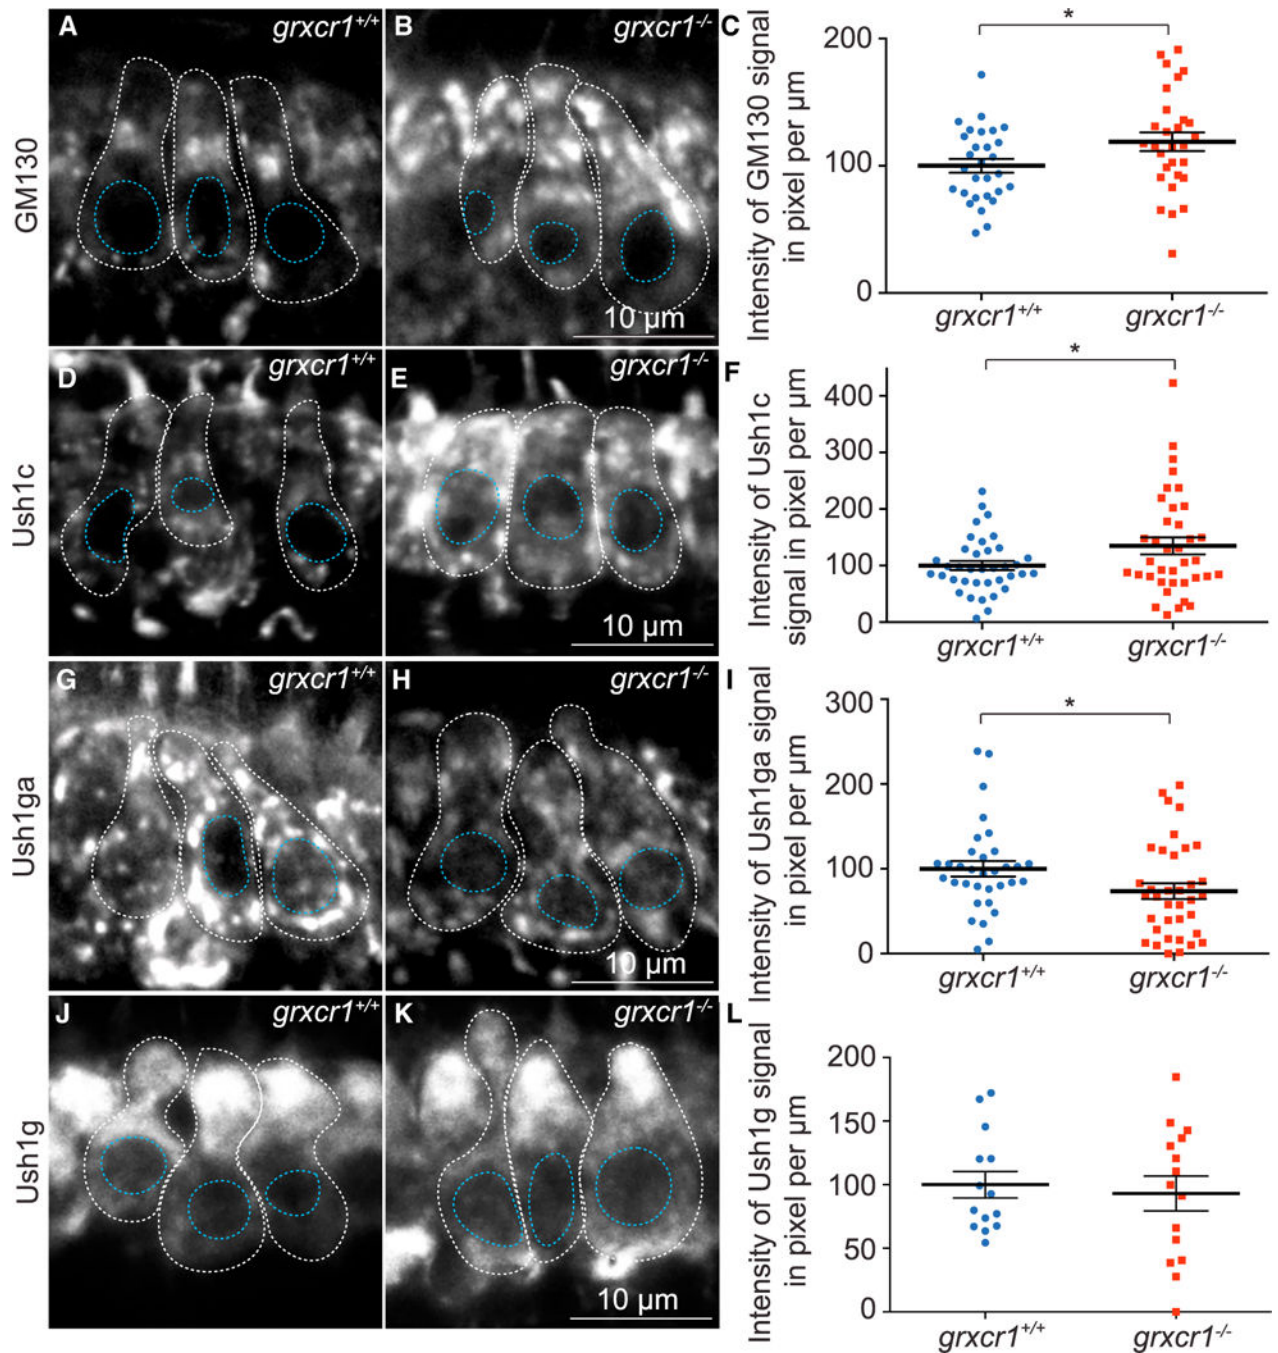 A grxcr1+/+
B grxcr1-/-
GM130
10 µm
C
*
Intensity of GM130 signal
in pixel per µm
200
100
0
grxcr1+/+ grxcr1-/-
D grxcr1+/+
E grxcr1-/-
Ush1c
10 µm
F
*
Intensity of Ush1c
signal in pixel per µm
400
300
200
100
0
grxcr1+/+ grxcr1-/-
G grxcr1+/+
H grxcr1-/-
Ush1ga
10 µm
I
*
Intensity of Ush1ga signal
in pixel per µm
300
200
100
0
grxcr1+/+ grxcr1-/-
J grxcr1+/+
K grxcr1-/-
Ush1g
10 µm
L
Intensity of Ush1g signal
in pixel per µm
200
150
100
50
0
grxcr1+/+ grxcr1-/-